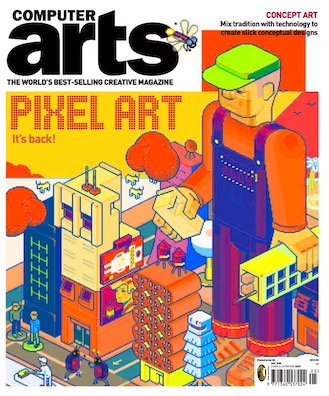 COMPUTER
arts
THE WORLD'S BEST-SELLING CREATIVE MAGAZINE
CONCEPT ART
Mix tradition with technology to
create slick conceptual designs
PIXEL ART
It's back!